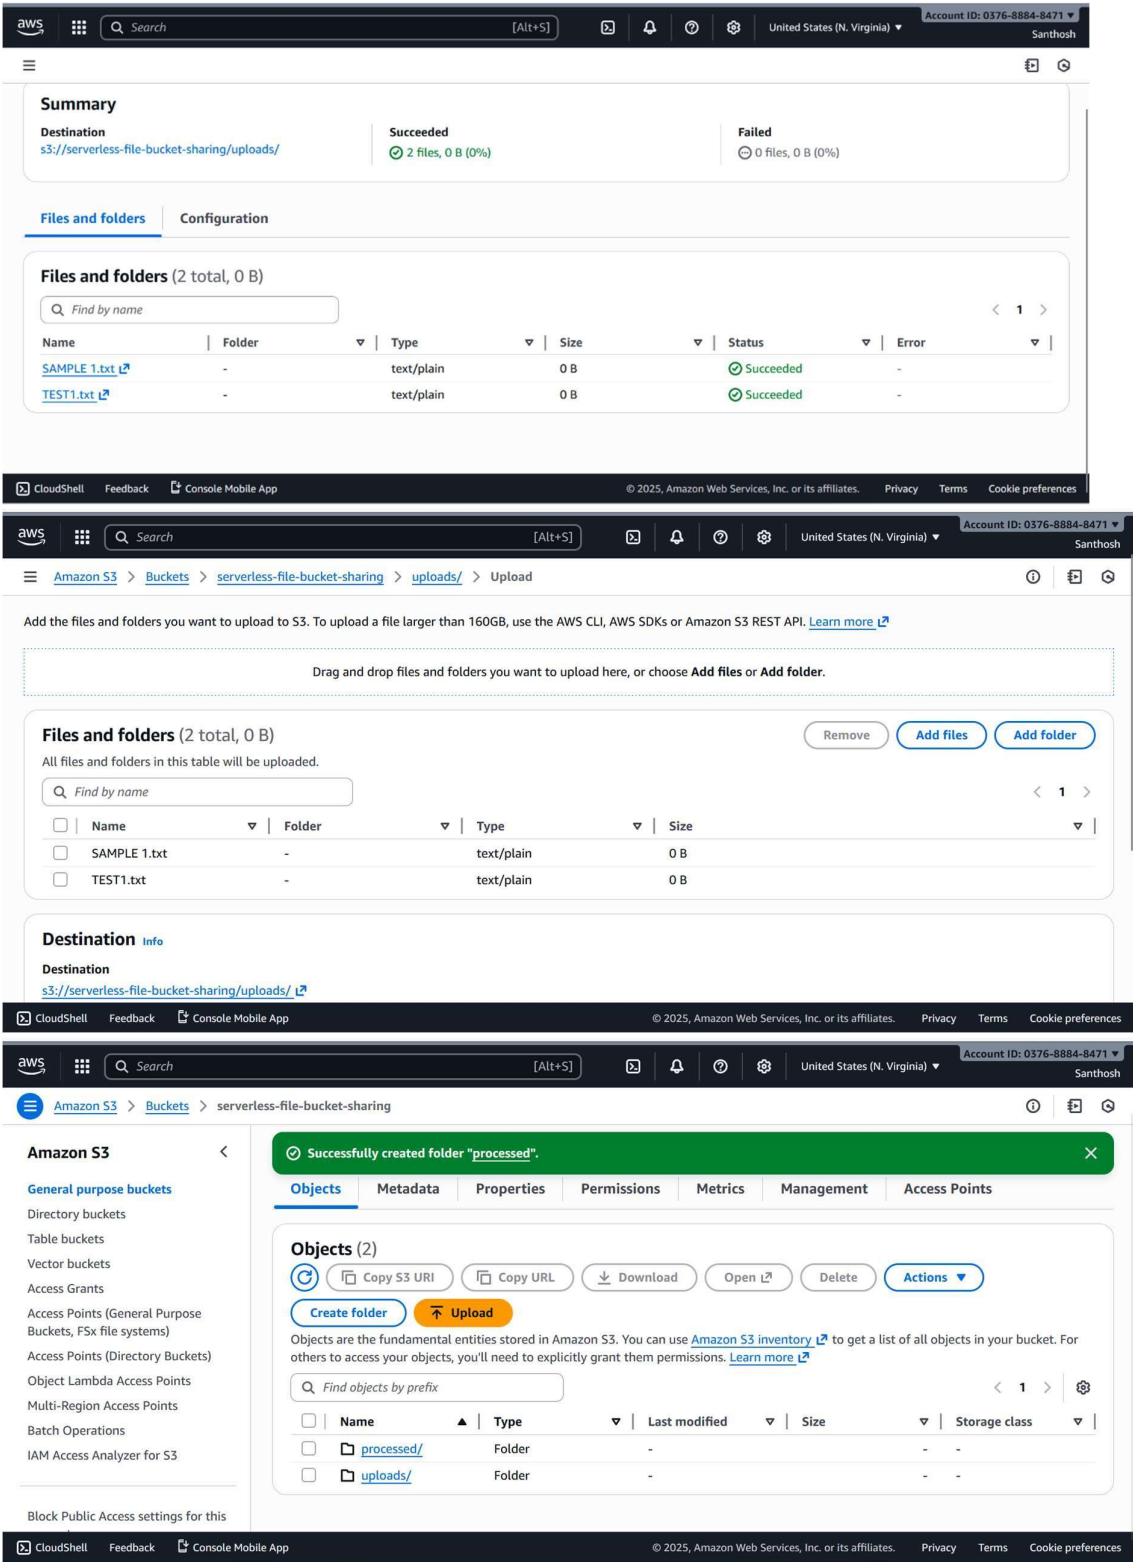 aws
Search [Alt+S]
United States (N. Virginia) ▼
Account ID: 0376-8884-8471 ▼
Santhosh
Summary
Destination Succeeded Failed
s3://serverless-file-bucket-sharing/uploads/ 2 files, 0 B (0%) 0 files, 0 B (0%)
Files and folders Configuration
Files and folders (2 total, 0 B)
Find by name
< 1 >
Name Folder Type Size Status Error
SAMPLE 1.txt - text/plain 0 B Succeeded -
TEST1.txt - text/plain 0 B Succeeded -
CloudShell Feedback Console Mobile App © 2025, Amazon Web Services, Inc. or its affiliates. Privacy Terms Cookie preferences
aws
Search [Alt+S]
United States (N. Virginia) ▼
Account ID: 0376-8884-8471 ▼
Santhosh
Amazon S3 > Buckets > serverless-file-bucket-sharing > uploads/ > Upload
Add the files and folders you want to upload to S3. To upload a file larger than 160GB, use the AWS CLI, AWS SDKs or Amazon S3 REST API. Learn more
Drag and drop files and folders you want to upload here, or choose Add files or Add folder.
Files and folders (2 total, 0 B) Remove Add files Add folder
All files and folders in this table will be uploaded.
Find by name
< 1 >
Name Folder Type Size
SAMPLE 1.txt - text/plain 0 B
TEST1.txt - text/plain 0 B
Destination Info
Destination
s3://serverless-file-bucket-sharing/uploads/
CloudShell Feedback Console Mobile App © 2025, Amazon Web Services, Inc. or its affiliates. Privacy Terms Cookie preferences
aws
Search [Alt+S]
United States (N. Virginia) ▼
Account ID: 0376-8884-8471 ▼
Santhosh
Amazon S3 > Buckets > serverless-file-bucket-sharing
Amazon S3 <
General purpose buckets
Directory buckets
Table buckets
Vector buckets
Access Grants
Access Points (General Purpose
Buckets, FSx file systems)
Access Points (Directory Buckets)
Object Lambda Access Points
Multi-Region Access Points
Batch Operations
IAM Access Analyzer for S3
Block Public Access settings for this
Successfully created folder "processed".
Objects Metadata Properties Permissions Metrics Management Access Points
Objects (2)
Copy S3 URI Copy URL Download Open Delete Actions ▼
Create folder Upload
Objects are the fundamental entities stored in Amazon S3. You can use Amazon S3 inventory to get a list of all objects in your bucket. For
others to access your objects, you'll need to explicitly grant them permissions. Learn more
Find objects by prefix
< 1 >
Name Type Last modified Size Storage class
processed/ Folder - - -
uploads/ Folder - - -
CloudShell Feedback Console Mobile App © 2025, Amazon Web Services, Inc. or its affiliates. Privacy Terms Cookie preferences